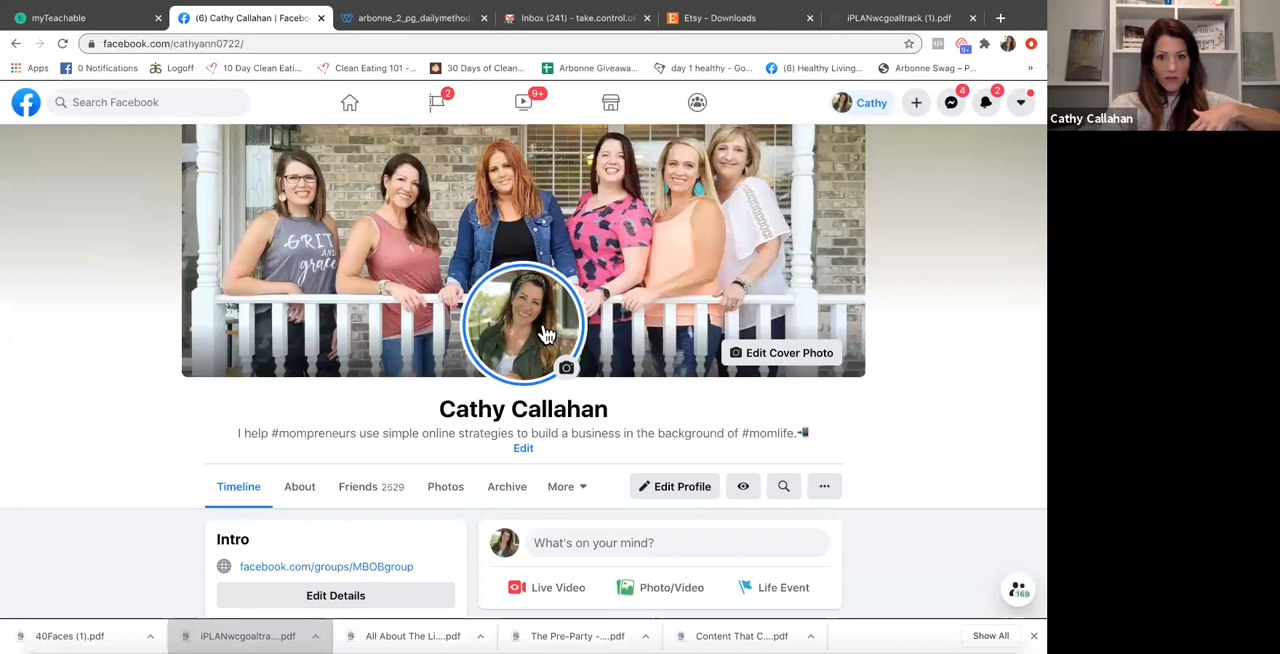 myTeachable
(6) Cathy Callahan | Facebo
arbonne_2_pg_dailymethod
Inbox (241) - take.control.o
Etsy - Downloads
iPLANwcgoaltrack (1).pdf
facebook.com/cathyann0722/
9+
Apps
0 Notifications
Logoff
10 Day Clean Eati...
Clean Eating 101 -...
30 Days of Clean...
Arbonne Giveawa...
day 1 healthy - Go...
(6) Healthy Living...
Arbonne Swag – P...
»
Search Facebook
2
9+
Cathy
4
2
Cathy Callahan
GRIT
AND
grace
Edit Cover Photo
Cathy Callahan
I help #mompreneurs use simple online strategies to build a business in the background of #momlife.
Edit
Timeline
About
Friends 2529
Photos
Archive
More
Edit Profile
Intro
facebook.com/groups/MBOBgroup
Edit Details
What's on your mind?
Live Video
Photo/Video
Life Event
169
40Faces (1).pdf
iPLANwcgoaltra....pdf
All About The Li....pdf
The Pre-Party -....pdf
Content That C....pdf
Show All